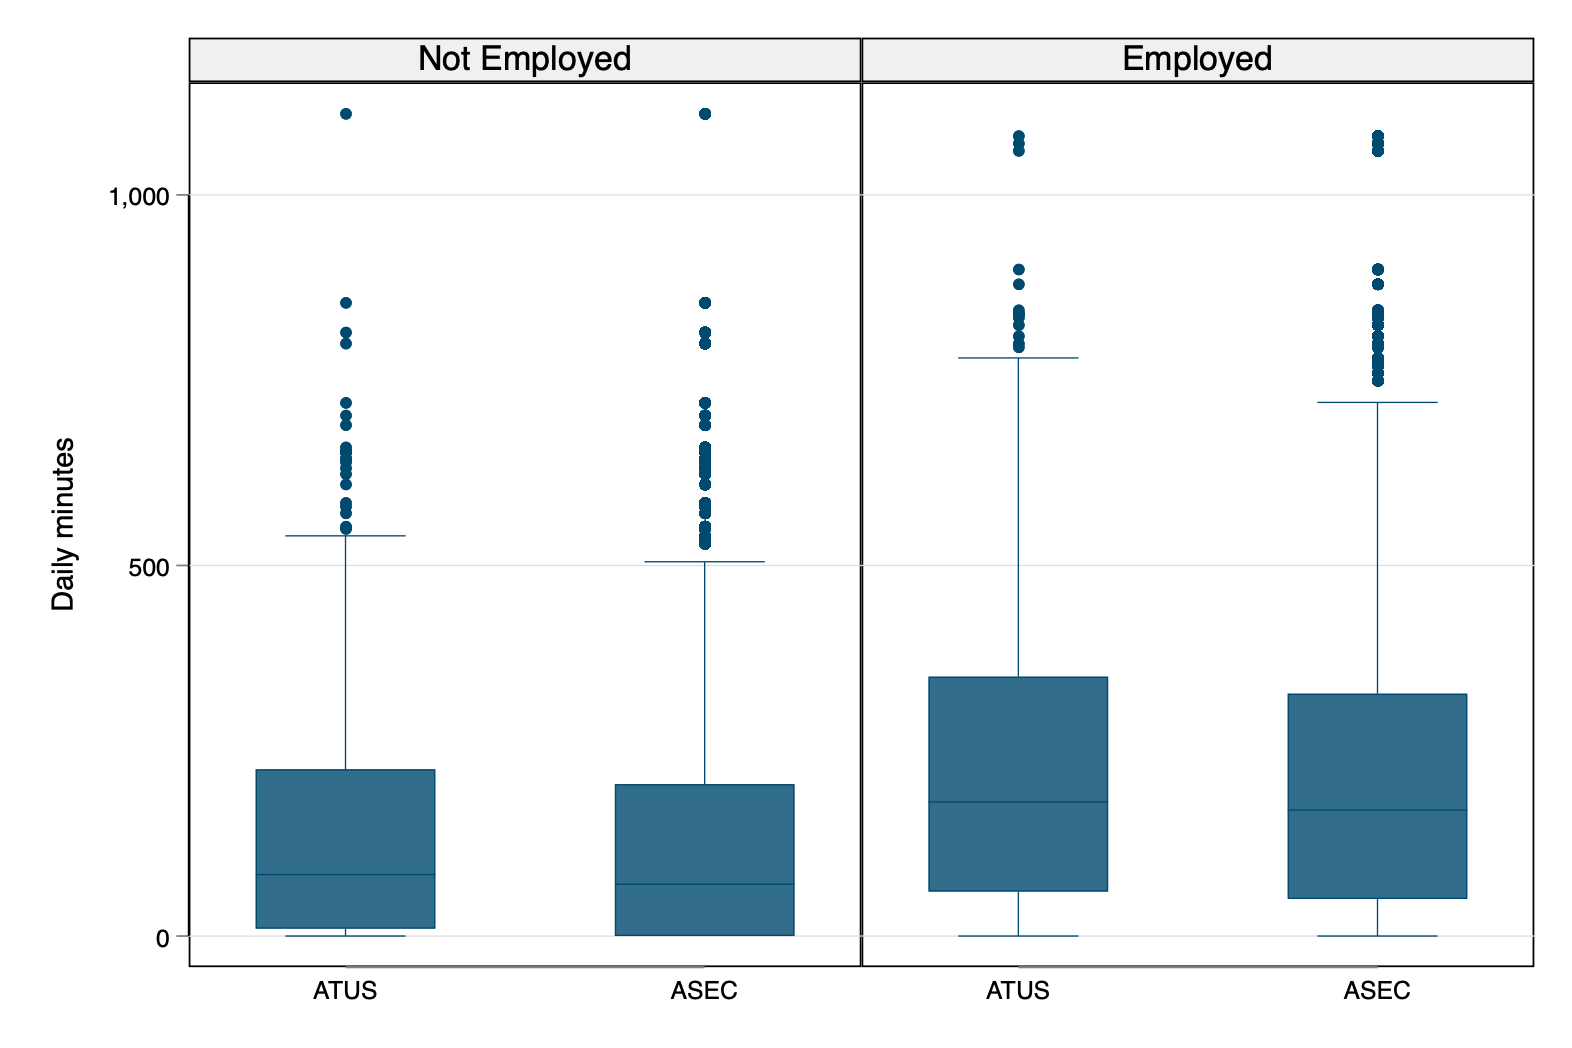 Not Employed
Employed
Daily minutes
1,000
500
0
ATUS
ASEC
ATUS
ASEC